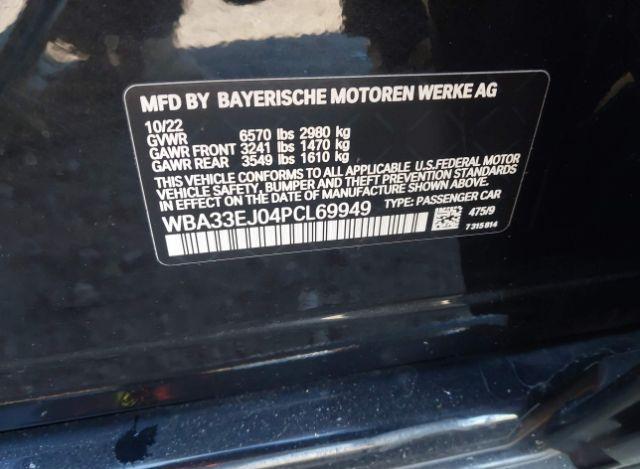 MFD BY BAYERISCHE MOTOREN WERKE AG
10/22
GVWR 6570 lbs 2980 kg
GAWR FRONT 3241 lbs 1470 kg
GAWR REAR 3549 lbs 1610 kg
THIS VEHICLE CONFORMS TO ALL APPLICABLE U.S.FEDERAL MOTOR
VEHICLE SAFETY, BUMPER AND THEFT PREVENTION STANDARDS
IN EFFECT ON THE DATE OF MANUFACTURE SHOWN ABOVE.
WBA33EJ04PCL69949 TYPE: PASSENGER CAR
475/9
7 315 814